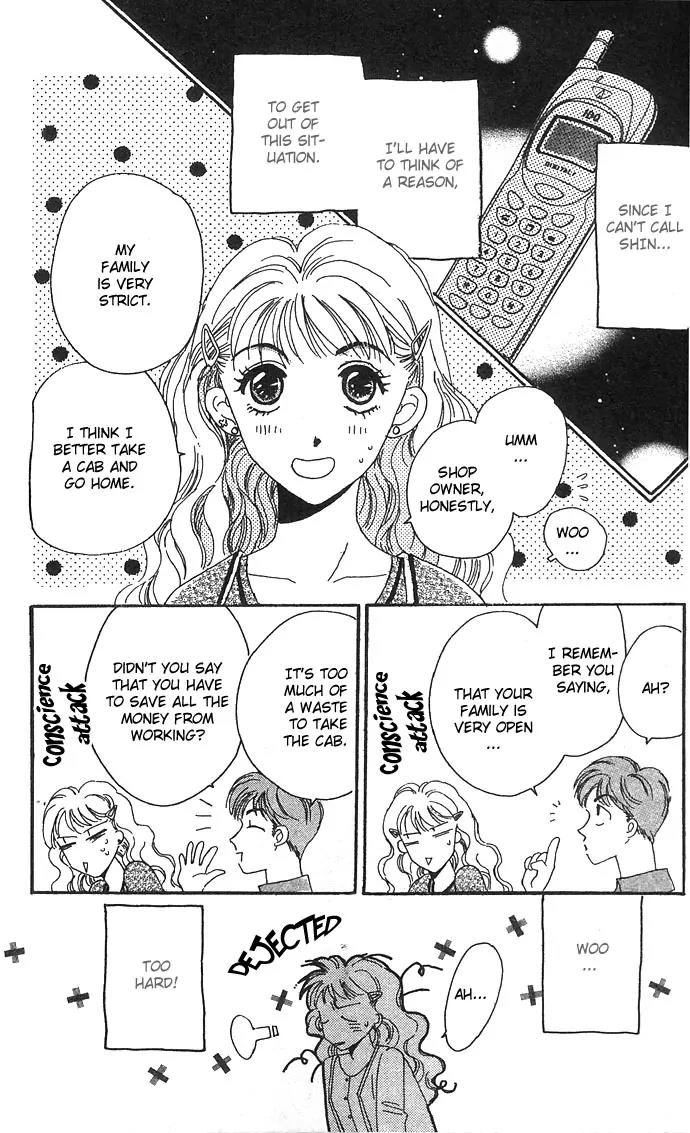 SINCE I
CAN'T CALL
SHIN...
I'LL HAVE
TO THINK OF
A REASON,
TO GET
OUT OF
THIS SIT-
UATION.
IDO
DIGITAL
WOO
...
UMM
...
SHOP
OWNER,
HONESTLY,
MY
FAMILY
IS VERY
STRICT.
I THINK I
BETTER TAKE
A CAB AND
GO HOME.
AH?
I REMEM-
BER YOU
SAYING,
THAT YOUR
FAMILY IS
VERY OPEN
...
conscience
attack
IT'S TOO
MUCH OF
A WASTE
TO TAKE
THE CAB.
DIDN'T YOU SAY
THAT YOU HAVE
TO SAVE ALL THE
MONEY FROM
WORKING?
conscience
attack
WOO
...
AH...
DEJECTED
TOO
HARD!